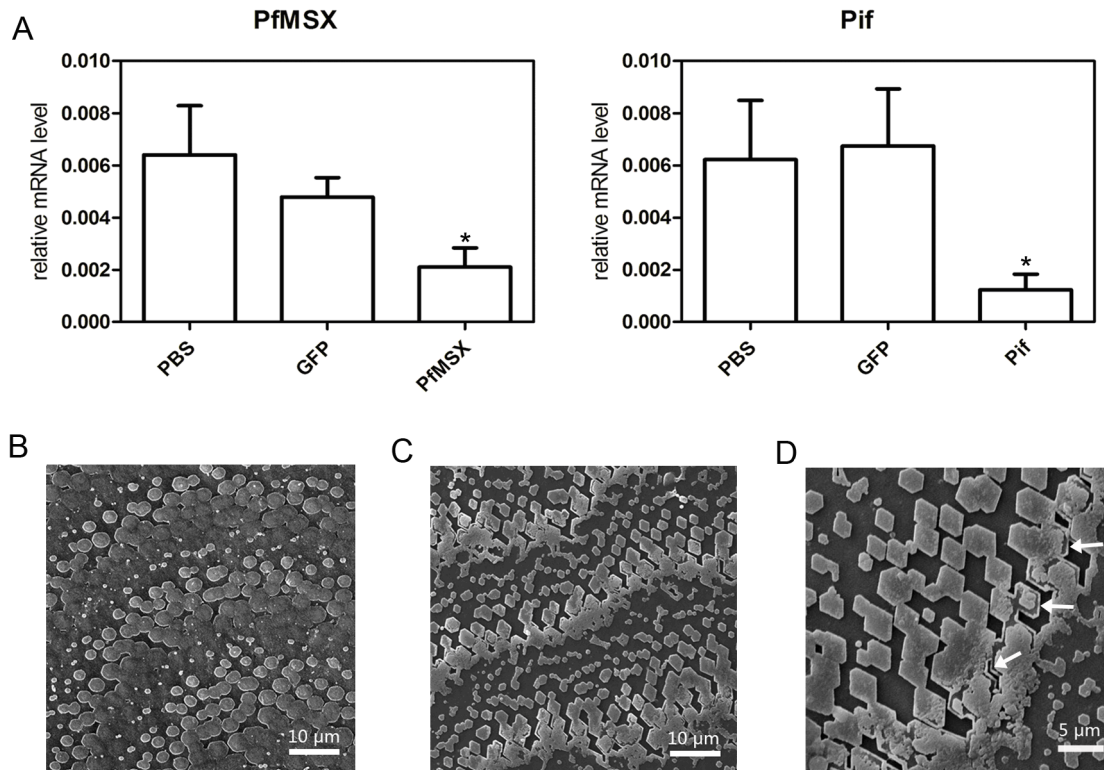 A
PfMSX
Pif
relative mRNA level
0.010
0.008
0.006
0.004
0.002
0.000
*
PBS
GFP
PfMSX
relative mRNA level
0.010
0.008
0.006
0.004
0.002
0.000
*
PBS
GFP
Pif
B
C
D
10 µm
10 µm
5 µm